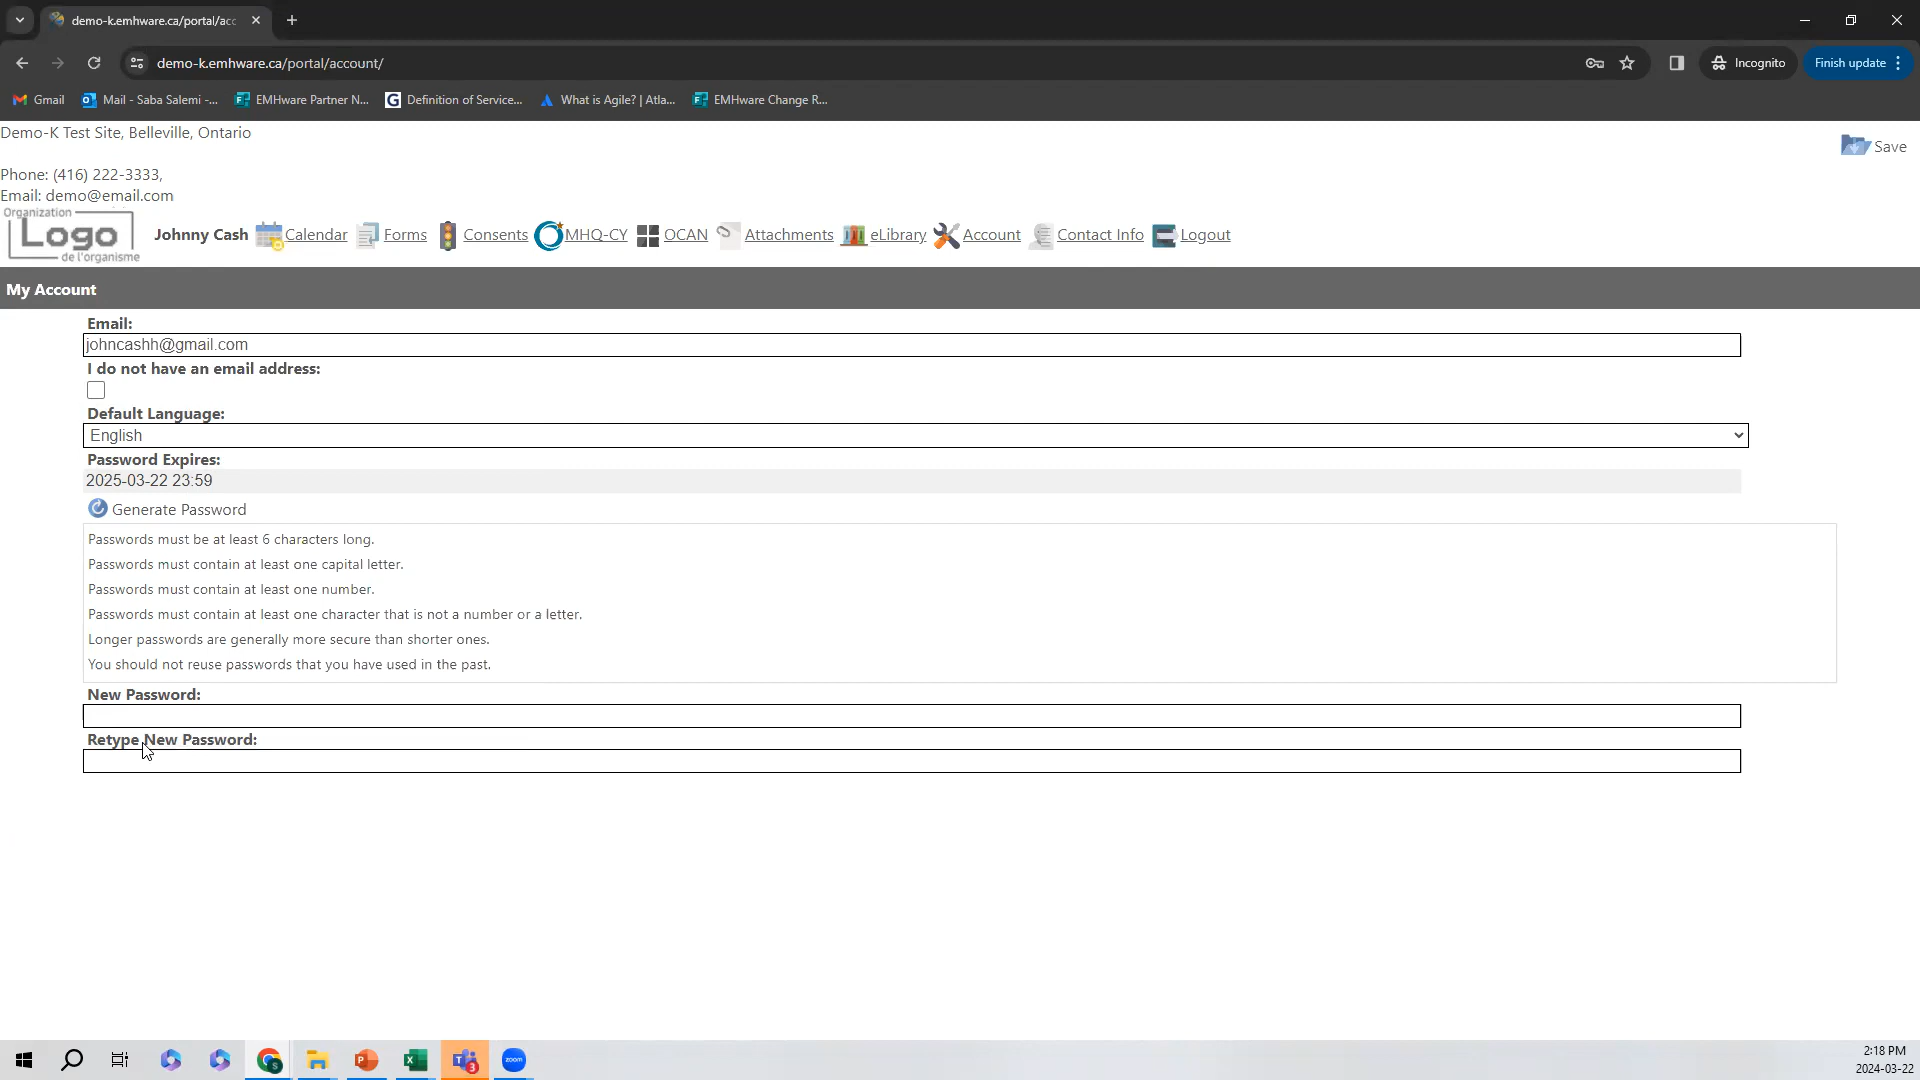 demo-k.emhware.ca/portal/acc
demo-k.emhware.ca/portal/account/
Incognito
Finish update
Gmail
Mail - Saba Salemi -...
EMHware Partner N...
Definition of Service...
What is Agile? | Atla...
EMHware Change R...
Demo-K Test Site, Belleville, Ontario
Save
Phone: (416) 222-3333,
Email: demo@email.com
Organization
Logo
de l'organisme
Johnny Cash Calendar Forms Consents MHQ-CY OCAN Attachments eLibrary Account Contact Info Logout
My Account
Email:
johncashh@gmail.com
I do not have an email address:
Default Language:
English
Password Expires:
2025-03-22 23:59
Generate Password
Passwords must be at least 6 characters long.
Passwords must contain at least one capital letter.
Passwords must contain at least one number.
Passwords must contain at least one character that is not a number or a letter.
Longer passwords are generally more secure than shorter ones.
You should not reuse passwords that you have used in the past.
New Password:
Retype New Password:
2:18 PM
2024-03-22
zoom
3